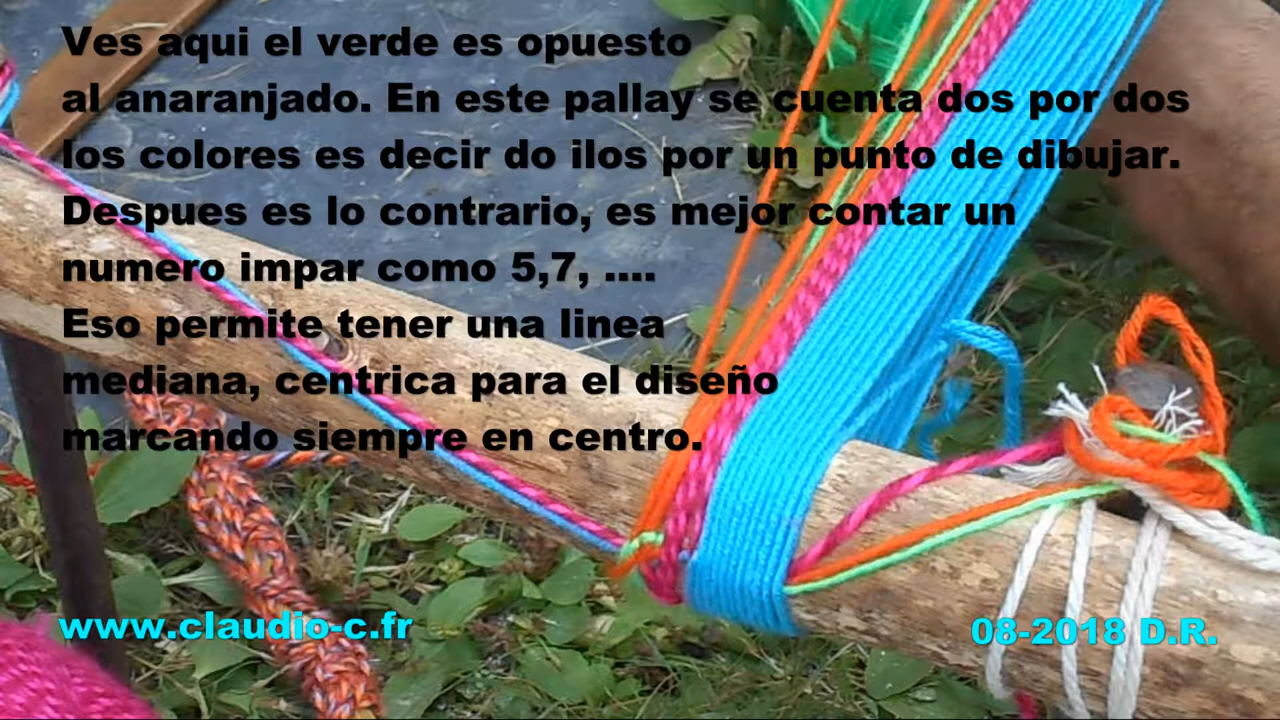 Ves aqui el verde es opuesto
al anaranjado. En este pallay se cuenta dos por dos
los colores es decir do ilos por un punto de dibujar.
Despues es lo contrario, es mejor contar un
numero impar como 5,7, ....
Eso permite tener una linea
mediana, centrica para el diseño
marcando siempre en centro.
www.claudio-c.fr
08-2018 D.R.